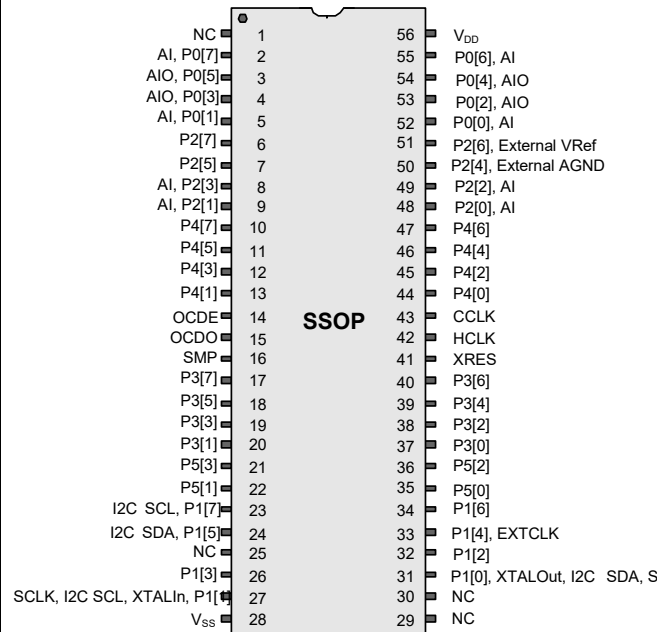 NC 1 56 VDD
AI, P0[7] 2 55 P0[6], AI
AIO, P0[5] 3 54 P0[4], AIO
AIO, P0[3] 4 53 P0[2], AIO
AI, P0[1] 5 52 P0[0], AI
P2[7] 6 51 P2[6], External VRef
P2[5] 7 50 P2[4], External AGND
AI, P2[3] 8 49 P2[2], AI
AI, P2[1] 9 48 P2[0], AI
P4[7] 10 47 P4[6]
P4[5] 11 46 P4[4]
P4[3] 12 45 P4[2]
P4[1] 13 44 P4[0]
OCDE 14 SSOP 43 CCLK
OCDO 15 42 HCLK
SMP 16 41 XRES
P3[7] 17 40 P3[6]
P3[5] 18 39 P3[4]
P3[3] 19 38 P3[2]
P3[1] 20 37 P3[0]
P5[3] 21 36 P5[2]
P5[1] 22 35 P5[0]
I2C SCL, P1[7] 23 34 P1[6]
I2C SDA, P1[5] 24 33 P1[4], EXTCLK
NC 25 32 P1[2]
P1[3] 26 31 P1[0], XTALOut, I2C SDA, S
SCLK, I2C SCL, XTALIn, P1[1] 27 30 NC
VSS 28 29 NC